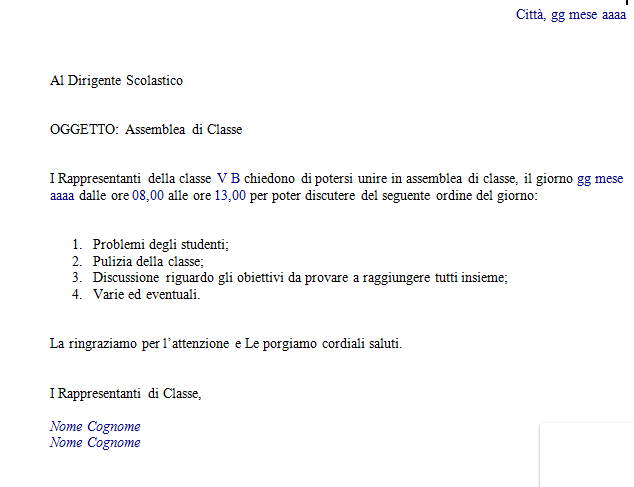 Città, gg mese aaaa
Al Dirigente Scolastico
OGGETTO: Assemblea di Classe
I Rappresentanti della classe V B chiedono di potersi unire in assemblea di classe, il giorno gg mese
aaaa dalle ore 08,00 alle ore 13,00 per poter discutere del seguente ordine del giorno:
1. Problemi degli studenti;
2. Pulizia della classe;
3. Discussione riguardo gli obiettivi da provare a raggiungere tutti insieme;
4. Varie ed eventuali.
La ringraziamo per l'attenzione e Le porgiamo cordiali saluti.
I Rappresentanti di Classe,
Nome Cognome
Nome Cognome